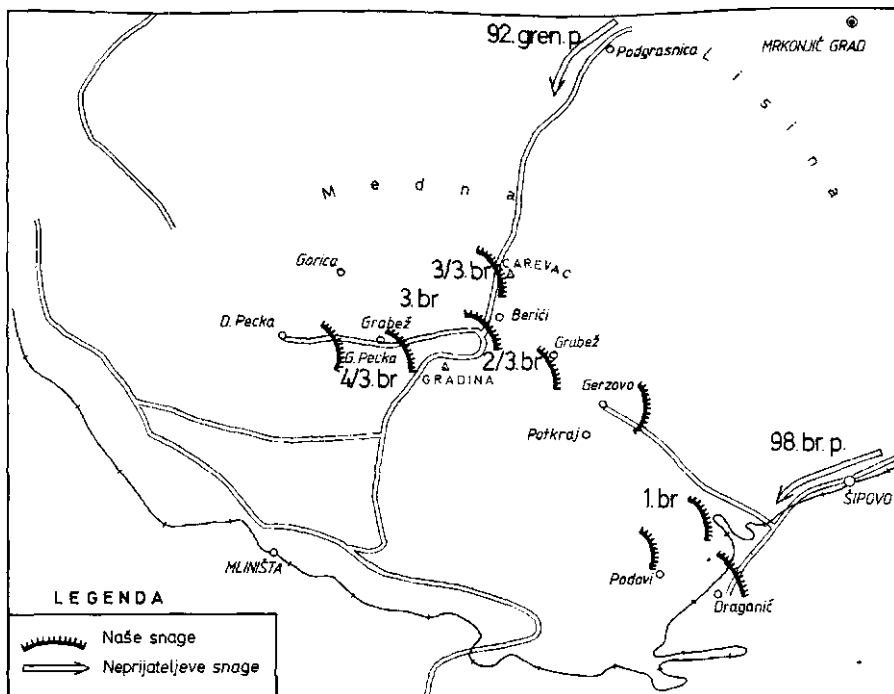 92.gren.p.
Podgrasnica
MRKONJIĆ GRAD
Lisina
Medna
Gorica
3/3.br
CAREVAC
3.br
Berići
D. Pecka
Grabež
G. Pecka
2/3.br
Grubež
4/3.br
GRADINA
Gerzovo
Potkraj
98.br.p.
ŠIPOVO
1.br
MLINIŠTA
Podovi
Draganić
LEGENDA
Naše snage
Neprijateljeve snage